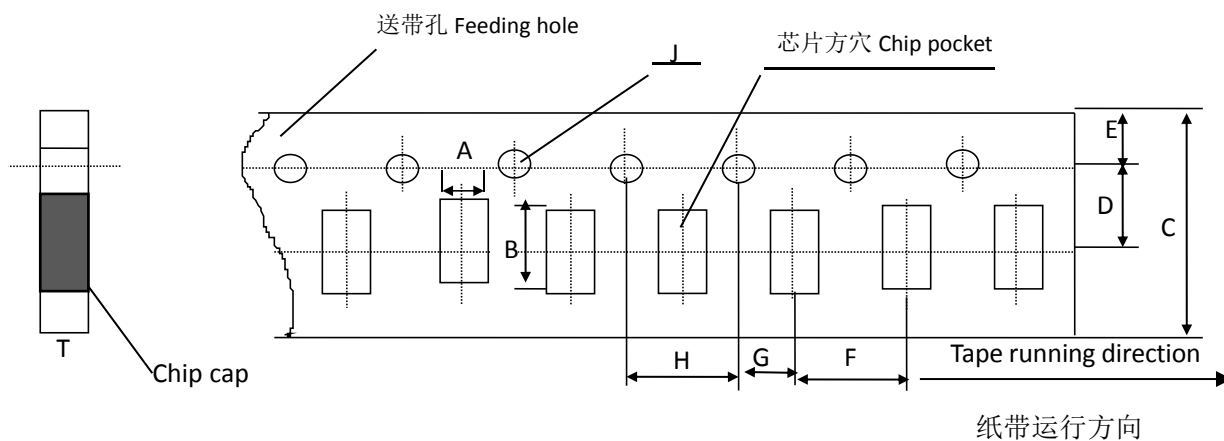 送带孔 Feeding hole
芯片方穴 Chip pocket
J
E
A
D
C
B
T
H
G
F
Tape running direction
Chip cap
纸带运行方向